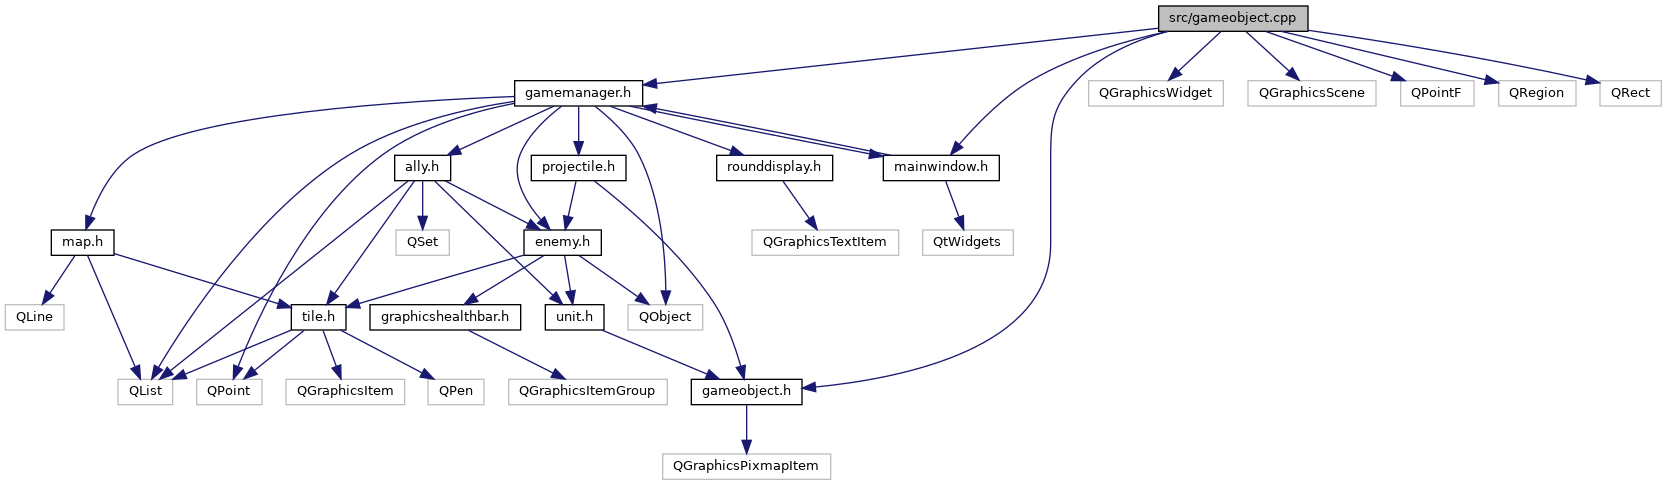 src/gameobject.cpp
gamemanager.h
QGraphicsWidget
QGraphicsScene
QPointF
QRegion
QRect
ally.h
projectile.h
rounddisplay.h
mainwindow.h
map.h
QSet
enemy.h
QGraphicsTextItem
QtWidgets
QLine
tile.h
graphicshealthbar.h
unit.h
QObject
QList
QPoint
QGraphicsItem
QPen
QGraphicsItemGroup
gameobject.h
QGraphicsPixmapItem